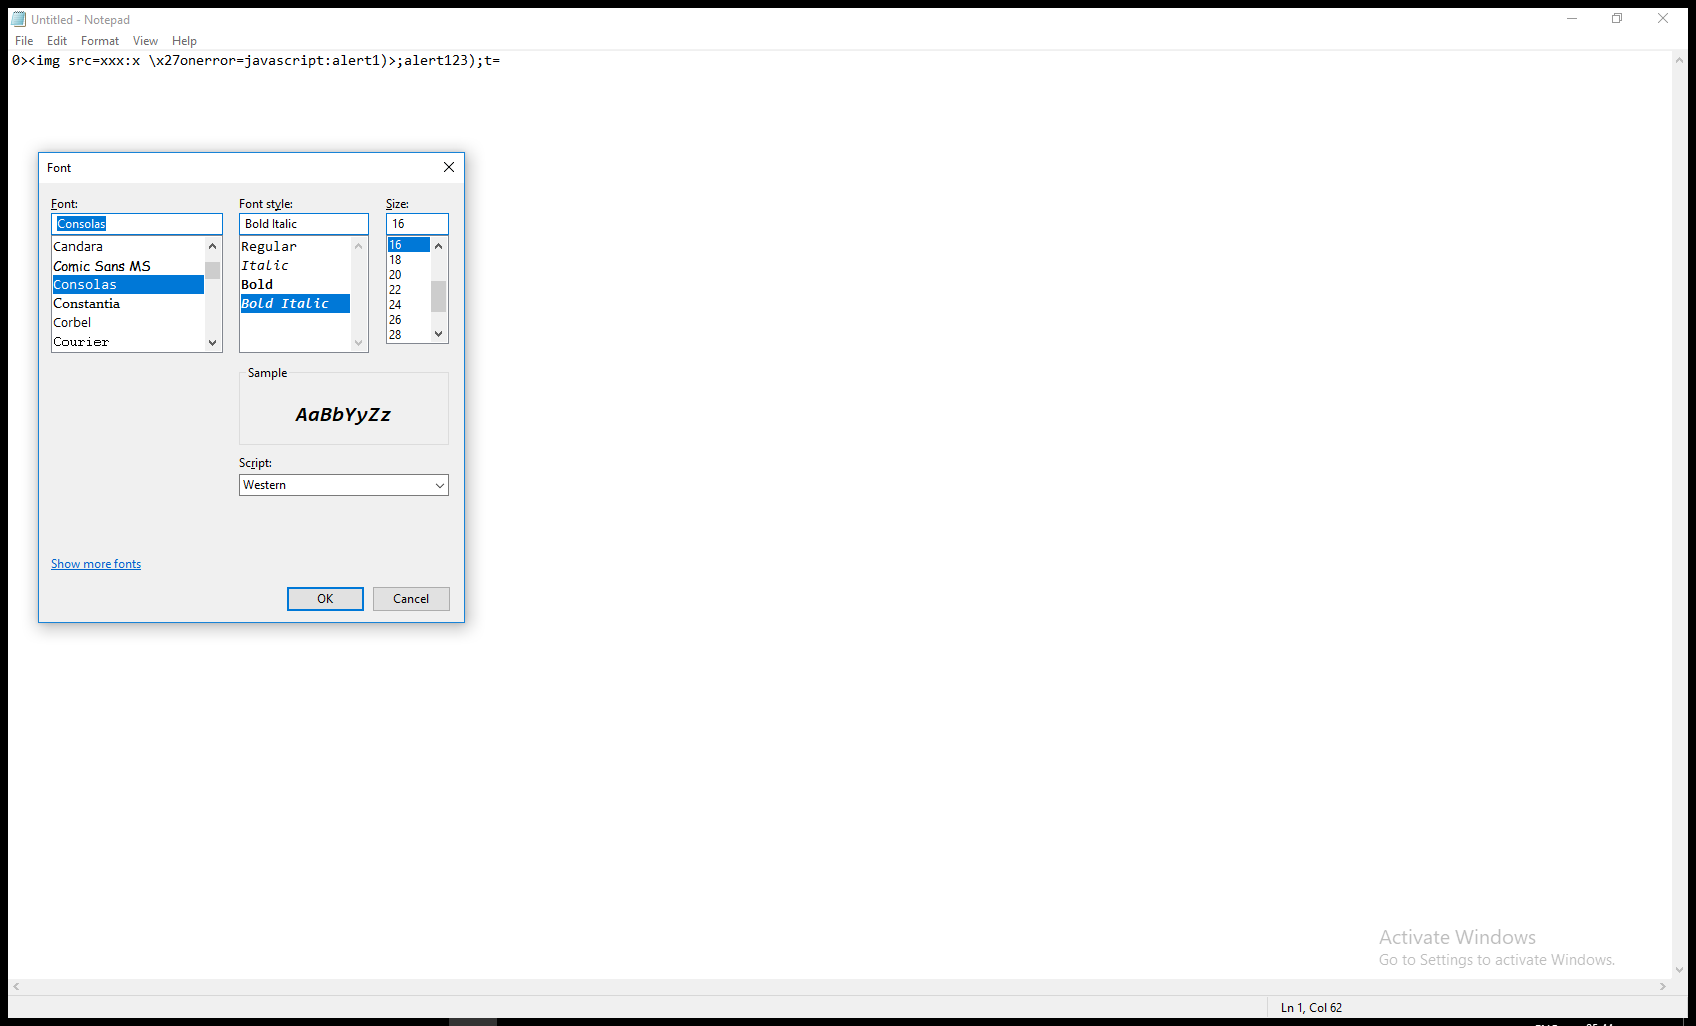 Untitled - Notepad
File Edit Format View Help
0><img src=xxx:x \x27onerror=javascript:alert1)>;alert123);t=
Font
Font: Font style: Size:
Consolas Bold Italic 16
Candara Regular 16
Comic Sans MS Italic 18
Consolas Bold 20
Constantia Bold Italic 22
Corbel 24
Courier 26
28
Sample
AaBbYyZz
Script:
Western
Show more fonts
OK Cancel
Activate Windows
Go to Settings to activate Windows.
Ln 1, Col 62